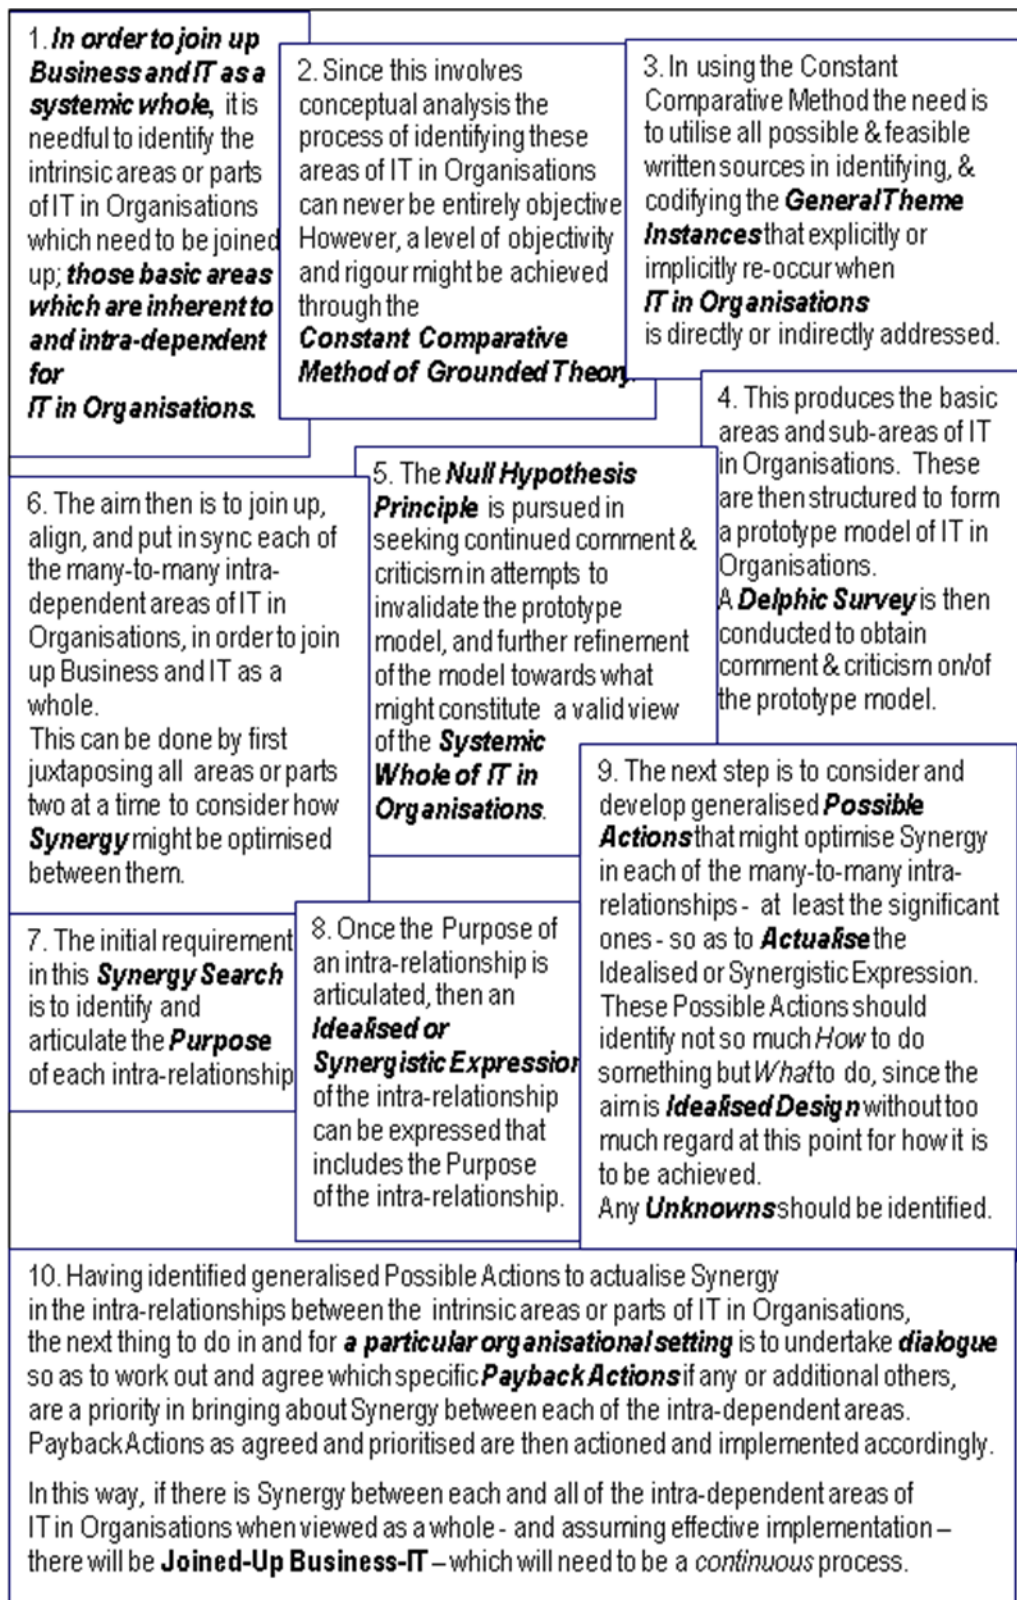 1. In order to join up
Business and IT as a
systemic whole, it is
needful to identify the
intrinsic areas or parts
of IT in Organisations
which need to be joined
up; those basic areas
which are inherent to
and intra-dependent
for
IT in Organisations.
2. Since this involves
conceptual analysis the
process of identifying these
areas of IT in Organisations
can never be entirely objective
However, a level of objectivity
and rigour might be achieved
through the
Constant Comparative
Method of Grounded Theory.
3. In using the Constant
Comparative Method the need is
to utilise all possible & feasible
written sources in identifying, &
codifying the General Theme
Instances that explicitly or
implicitly re-occur when
IT in Organisations
is directly or indirectly addressed.
4. This produces the basic
areas and sub-areas of IT
in Organisations. These
are then structured to form
a prototype model of IT in
Organisations.
A Delphic Survey is then
conducted to obtain
comment & criticism on/of
the prototype model.
5. The Null Hypothesis
Principle is pursued in
seeking continued comment &
criticism in attempts to
invalidate the prototype
model, and further refinement
of the model towards what
might constitute a valid view
of the Systemic
Whole of IT in
Organisations.
6. The aim then is to join up,
align, and put in sync each of
the many-to-many intra-
dependent areas of IT in
Organisations, in order to join
up Business and IT as a
whole.
This can be done by first
juxtaposing all areas or parts
two at a time to consider how
Synergy might be optimised
between them.
7. The initial requirement
in this Synergy Search
is to identify and
articulate the Purpose
of each intra-relationship
8. Once the Purpose of
an intra-relationship is
articulated, then an
Idealised or
Synergistic Expression
of the intra-relationship
can be expressed that
includes the Purpose
of the intra-relationship.
9. The next step is to consider and
develop generalised Possible
Actions that might optimise Synergy
in each of the many-to-many intra-
relationships - at least the significant
ones - so as to Actualise the
Idealised or Synergistic Expression.
These Possible Actions should
identify not so much How to do
something but What to do, since the
aim is Idealised Design without too
much regard at this point for how it is
to be achieved.
Any Unknowns should be identified.
10. Having identified generalised Possible Actions to actualise Synergy
in the intra-relationships between the intrinsic areas or parts of IT in Organisations,
the next thing to do in and for a particular organisational setting is to undertake dialogue
so as to work out and agree which specific Payback Actions if any or additional others,
are a priority in bringing about Synergy between each of the intra-dependent areas.
Payback Actions as agreed and prioritised are then actioned and implemented accordingly.
In this way, if there is Synergy between each and all of the intra-dependent areas of
IT in Organisations when viewed as a whole - and assuming effective implementation –
there will be Joined-Up Business-IT – which will need to be a continuous process.